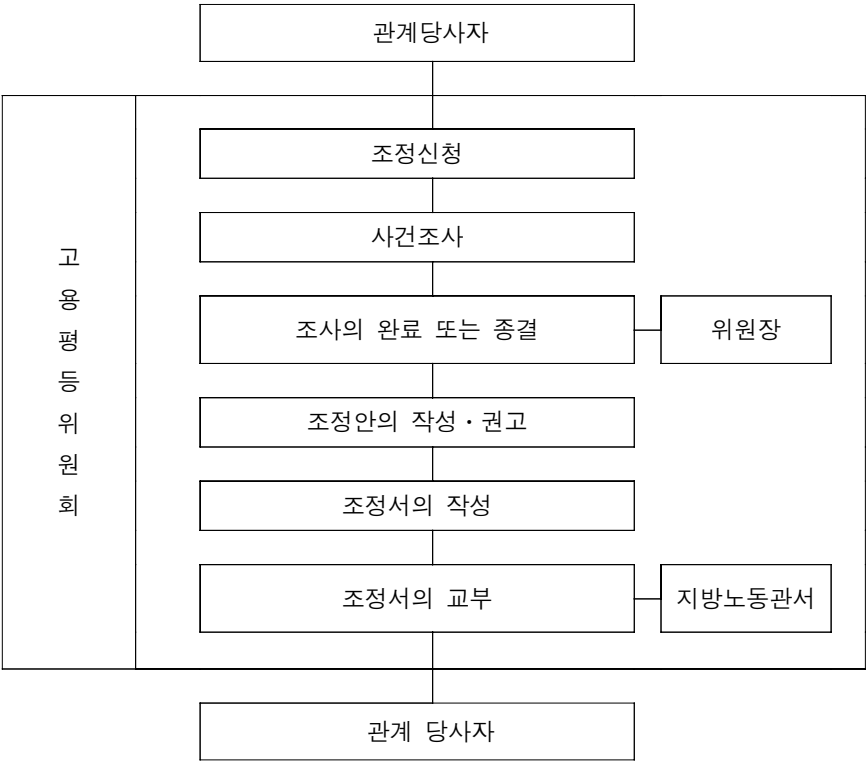 관계당사자
고용평등위원회
조정신청
사건조사
조사의 완료 또는 종결
위원장
조정안의 작성・권고
조정서의 작성
조정서의 교부
지방노동관서
관계 당사자